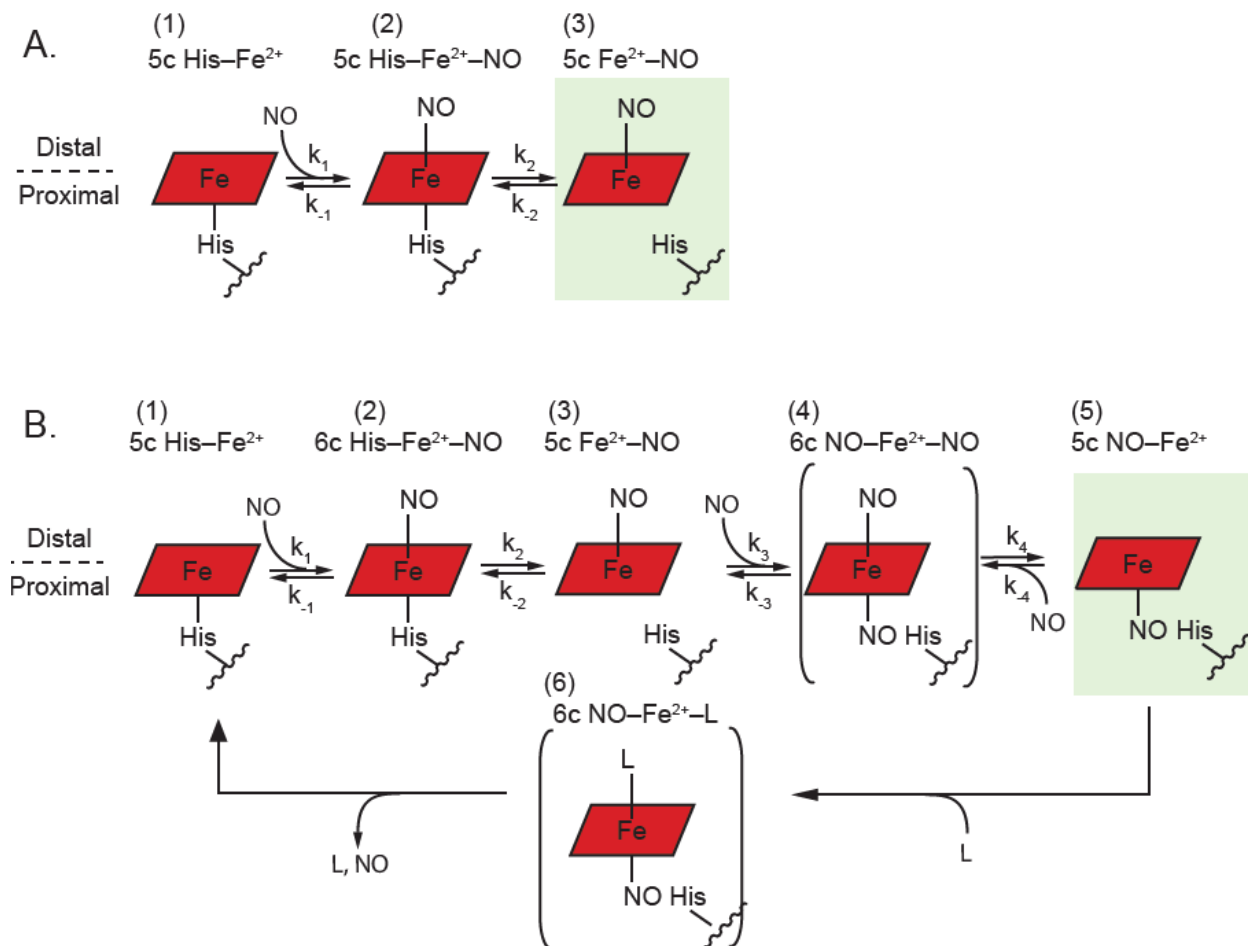 A.
(1) (2) (3)
5c His–Fe²⁺ 5c His–Fe²⁺–NO 5c Fe²⁺–NO
NO NO NO
Distal
Proximal
k₁ k₂
Fe Fe Fe
k₋₁ k₋₂
His His His
B.
(1) (2) (3) (4) (5)
5c His–Fe²⁺ 6c His–Fe²⁺–NO 5c Fe²⁺–NO 6c NO–Fe²⁺–NO 5c NO–Fe²⁺
NO NO NO NO NO
Distal
Proximal
k₁ k₂ k₃ k₄
Fe Fe Fe Fe Fe
k₋₁ k₋₂ k₋₃ k₋₄
NO
His His His NO His NO His
(6)
6c NO–Fe²⁺–L
L
Fe
L, NO L
NO His